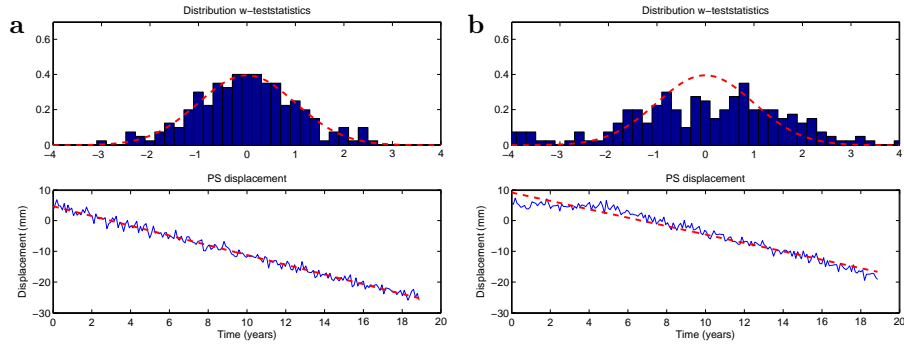 a
Distribution w−teststatistics
0.6
0.4
0.2
0
−4 −3 −2 −1 0 1 2 3 4
PS displacement
Displacement (mm)
10
0
−10
−20
−30
0 2 4 6 8 10 12 14 16 18 20
Time (years)
b
Distribution w−teststatistics
0.6
0.4
0.2
0
−4 −3 −2 −1 0 1 2 3 4
PS displacement
Displacement (mm)
10
0
−10
−20
−30
0 2 4 6 8 10 12 14 16 18 20
Time (years)